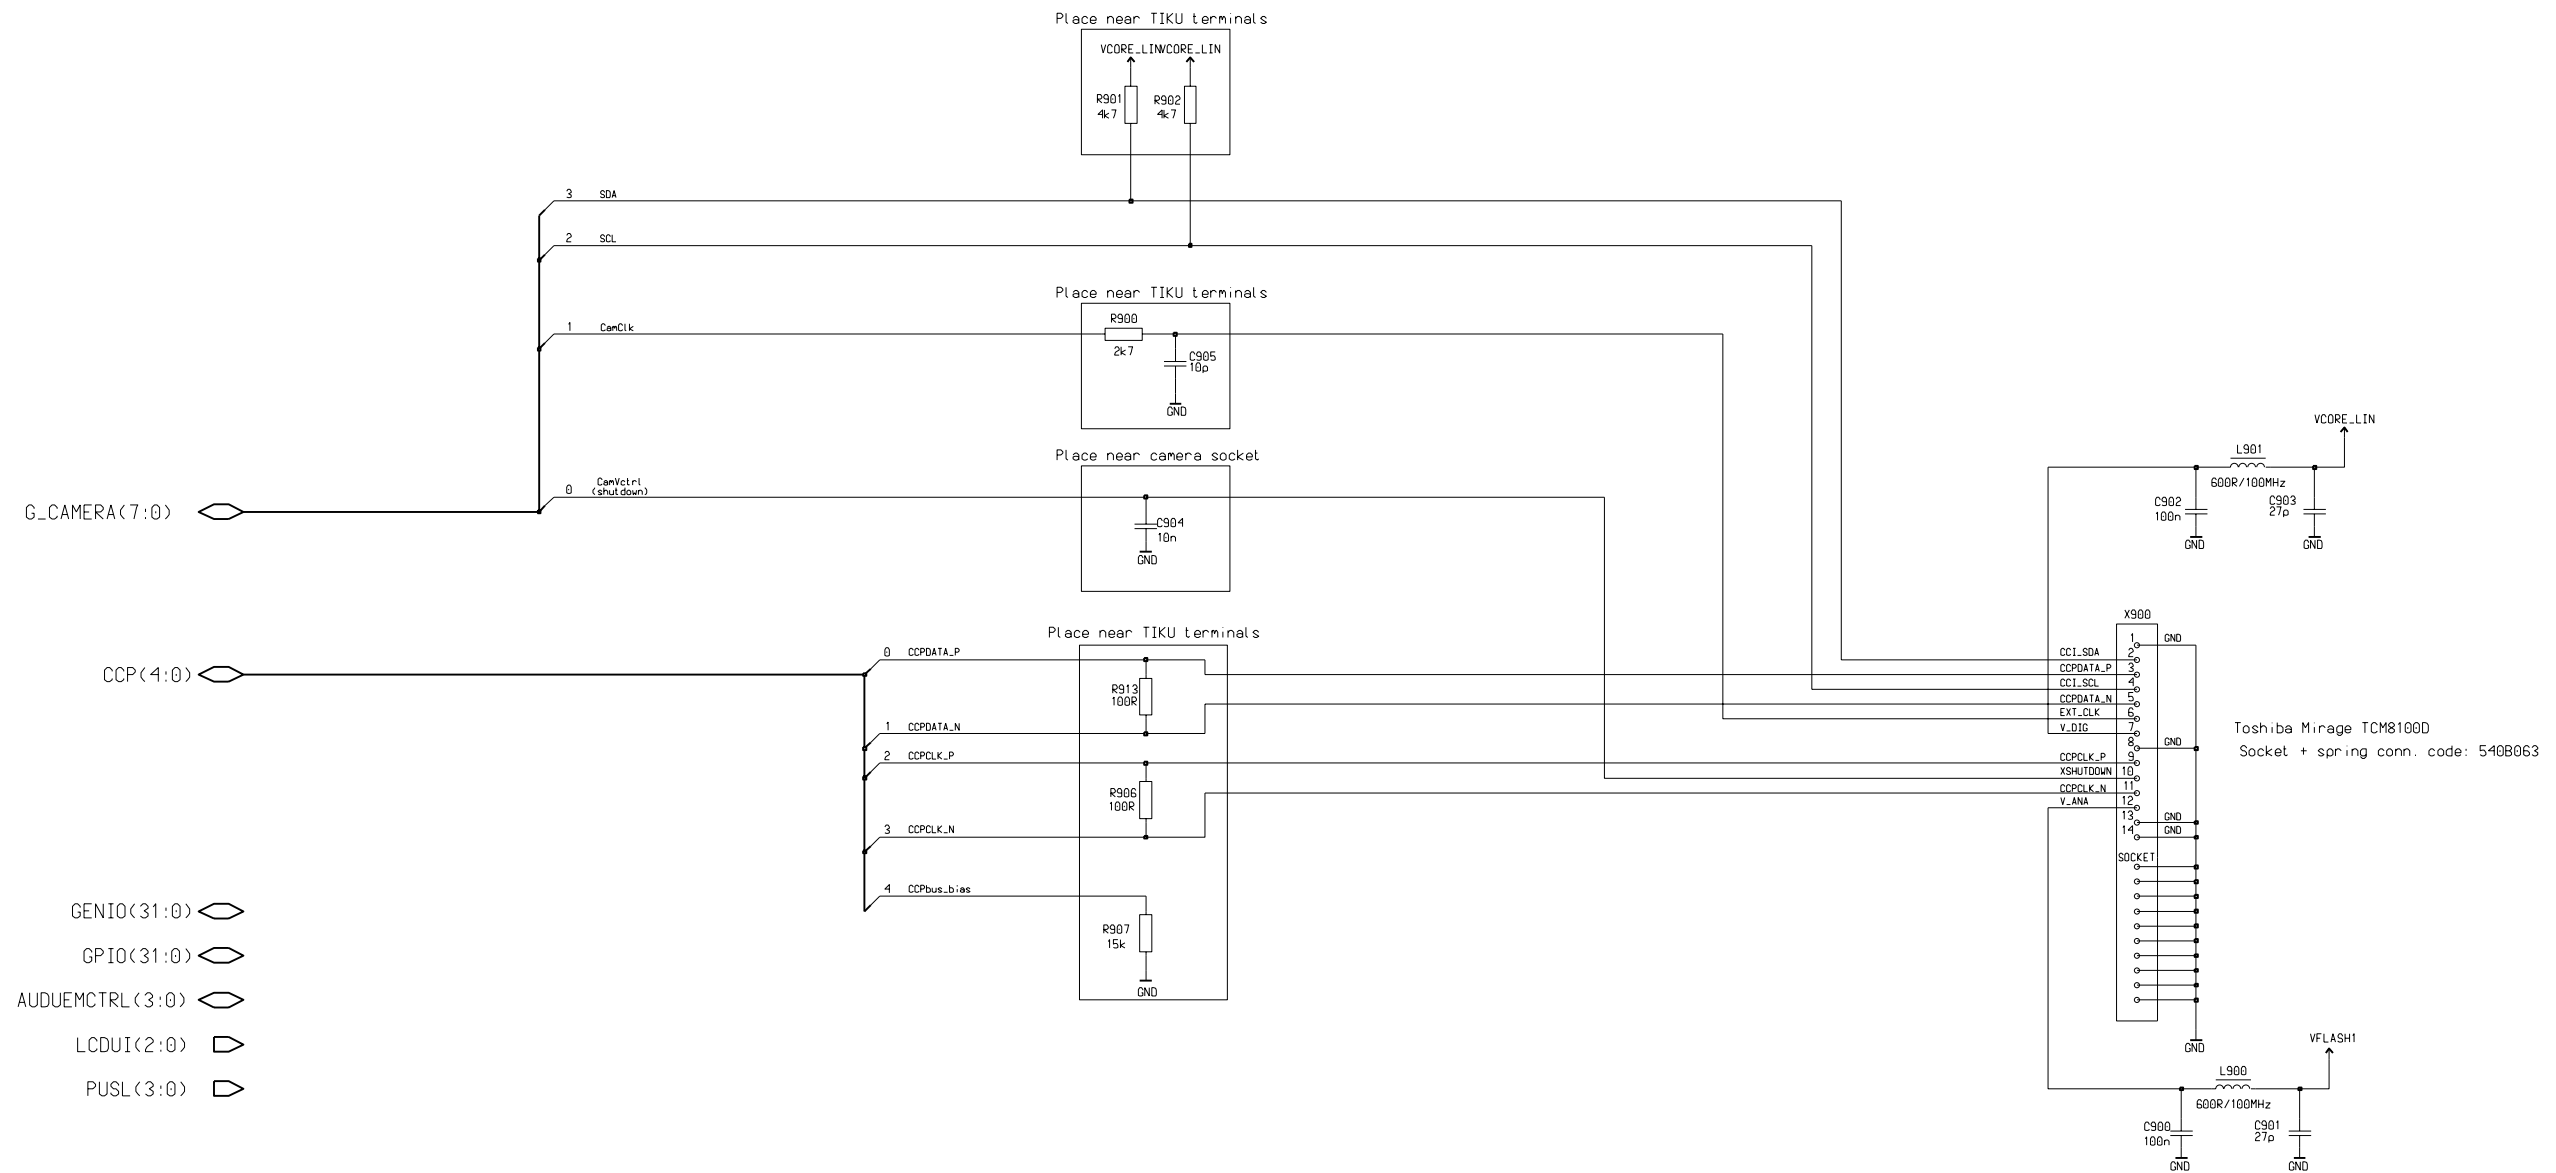 Place near TIKU terminals
VCORE_LIN VCORE_LIN
R901
4k7
R902
4k7
3 SDA
2 SCL
Place near TIKU terminals
R900
2k7
1 CamClk
C905
10p
GND
Place near camera socket
0 CamVctrl
(shutdown)
C904
10n
GND
G_CAMERA(7:0)
VCORE_LIN
L901
600R/100MHz
C902
100n
C903
27p
GND
GND
Place near TIKU terminals
CCP(4:0)
0 CCPDATA_P
R913
100R
1 CCPDATA_N
2 CCPCLK_P
R906
100R
3 CCPCLK_N
4 CCPbus_bias
R907
15k
GND
X900
1 GND
CCI_SDA 2
CCPDATA_P 3
CCI_SCL 4
CCPDATA_N 5
EXT_CLK 6
V_DIG 7
8 GND
CCPCLK_P 9
XSHUTDOWN 10
CCPCLK_N 11
V_ANA 12
13 GND
14 GND
SOCKET
GND
Toshiba Mirage TCM8100D
Socket + spring conn. code: 540B063
GENIO(31:0)
GPIO(31:0)
AUDUEMCTRL(3:0)
LCDUI(2:0)
PUSL(3:0)
VFLASH1
L900
600R/100MHz
C900
100n
C901
27p
GND
GND